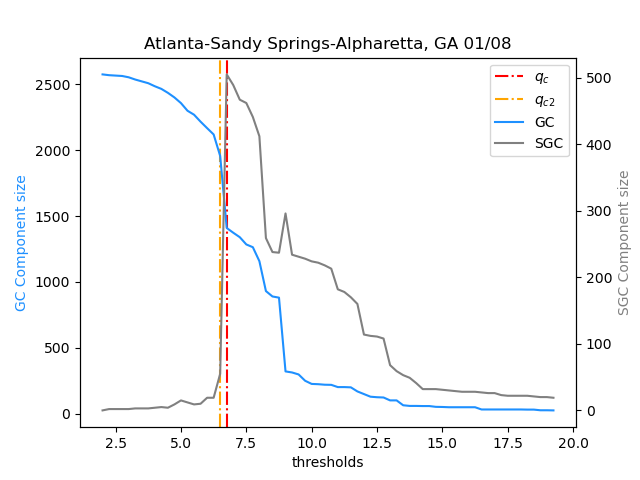 Atlanta-Sandy Springs-Alpharetta, GA 01/08
GC Component size
SGC Component size
2500
2000
1500
1000
500
0
500
400
300
200
100
0
q_c
q_c2
GC
SGC
2.5 5.0 7.5 10.0 12.5 15.0 17.5 20.0
thresholds